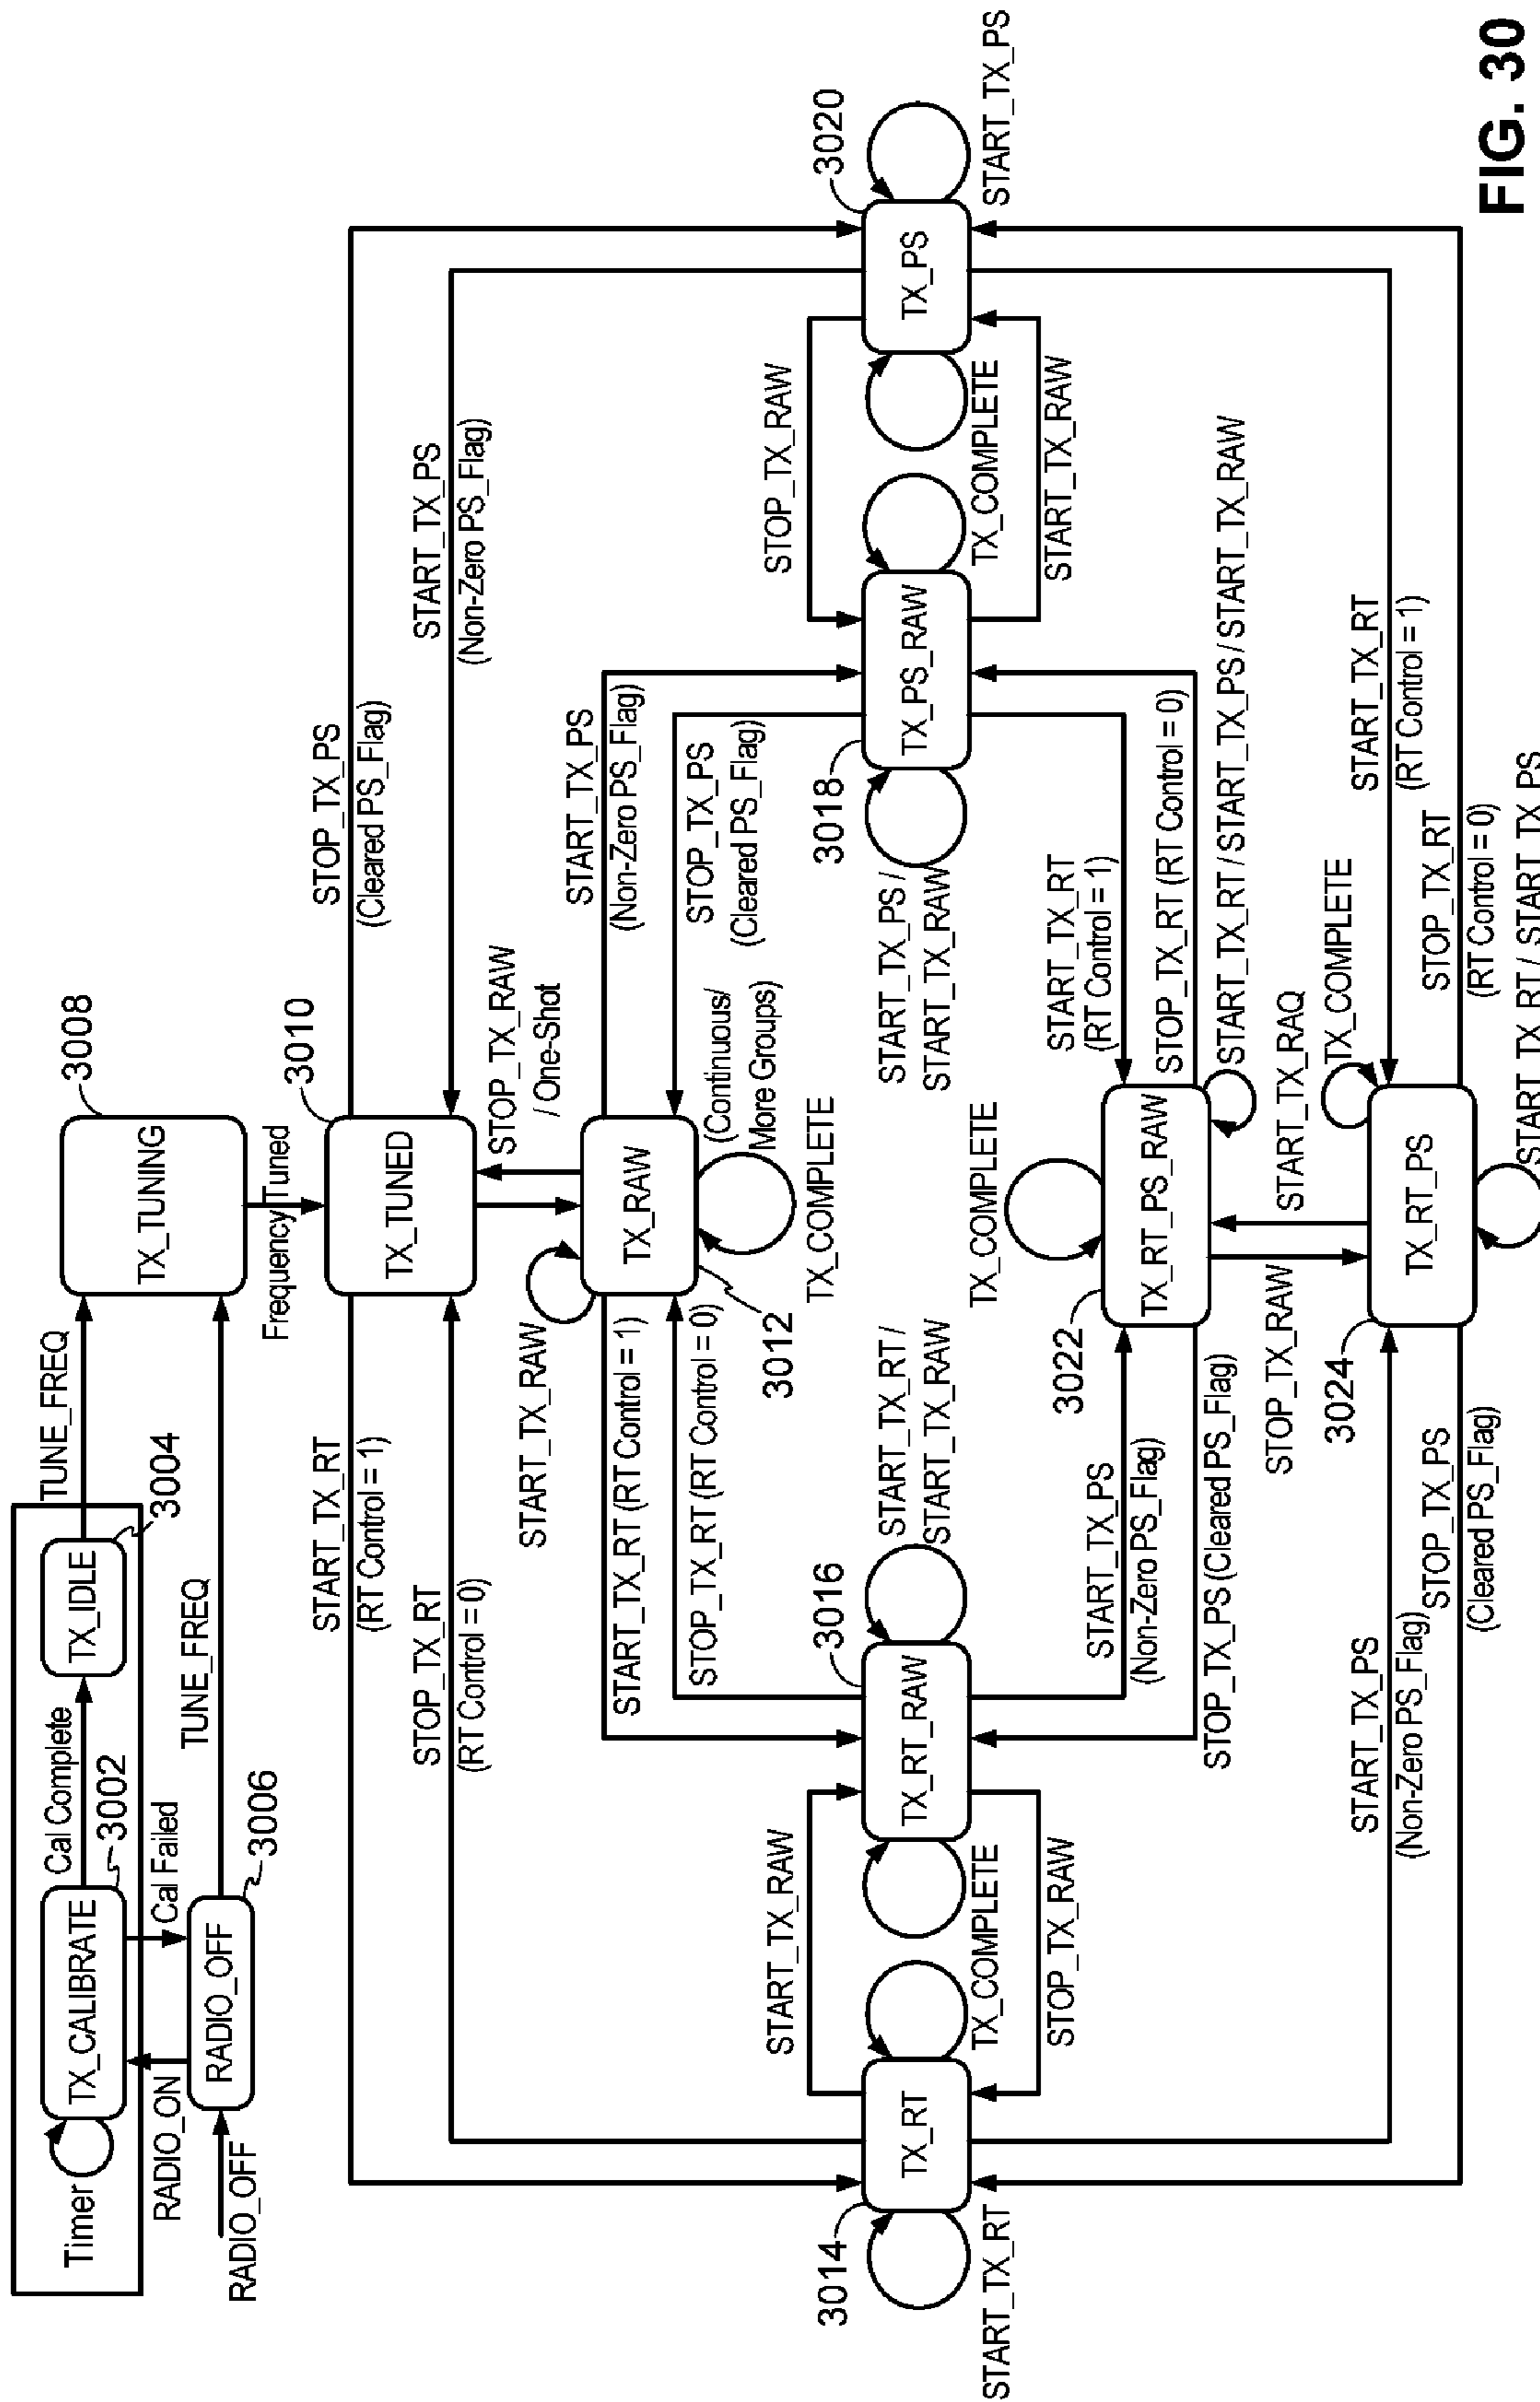 Timer
TX_CALIBRATE
Cal Complete
3002
TX_IDLE
3004
TUNE_FREQ
TX_TUNING
3008
RADIO_ON
Cal Failed
RADIO_OFF
RADIO_OFF
3006
TUNE_FREQ
Frequency Tuned
START_TX_RT
(RT Control = 1)
TX_TUNED
3010
STOP_TX_PS
(Cleared PS_Flag)
STOP_TX_RT
(RT Control = 0)
START_TX_PS
(Non-Zero PS_Flag)
STOP_TX_RAW
/ One-Shot
START_TX_RAW
TX_RAW
START_TX_RT (RT Control = 1)
START_TX_PS
(Non-Zero PS_Flag)
STOP_TX_RT (RT Control = 0)
STOP_TX_PS
(Cleared PS_Flag)
3012
(Continuous/
More Groups)
TX_COMPLETE
START_TX_RAW
3016
START_TX_RT /
START_TX_RAW
STOP_TX_RAW
3014
TX_RT
TX_RT_RAW
3018
TX_PS_RAW
TX_PS
3020
START_TX_RT
TX_COMPLETE
START_TX_PS /
START_TX_RAW
TX_COMPLETE
START_TX_PS
STOP_TX_RAW
START_TX_RAW
TX_COMPLETE
START_TX_PS
(Non-Zero PS_Flag)
3022
TX_RT_PS_RAW
START_TX_RT
(RT Control = 1)
STOP_TX_PS (Cleared PS_Flag)
STOP_TX_RT (RT Control = 0)
START_TX_RT / START_TX_PS / START_TX_RAW
STOP_TX_RAW
START_TX_RAQ
3024
TX_COMPLETE
START_TX_PS
(Non-Zero PS_Flag)
TX_RT_PS
START_TX_RT
(RT Control = 1)
STOP_TX_PS
(Cleared PS_Flag)
STOP_TX_RT
(RT Control = 0)
START_TX_RT / START_TX_PS
FIG. 30